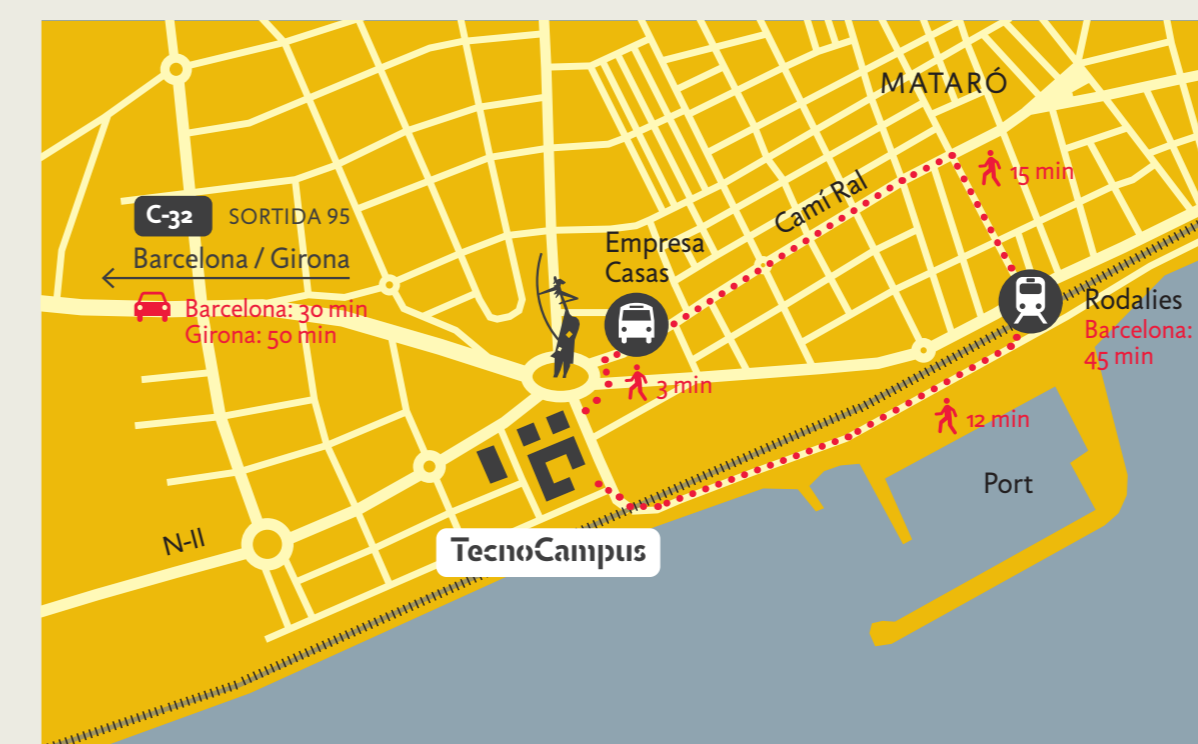 MATARÓ
15 min
Camí Ral
C-32 SORTIDA 95
Barcelona / Girona
Barcelona: 30 min
Girona: 50 min
Empresa
Casas
Rodalies
Barcelona:
45 min
3 min
12 min
Port
N-II
TecnoCampus